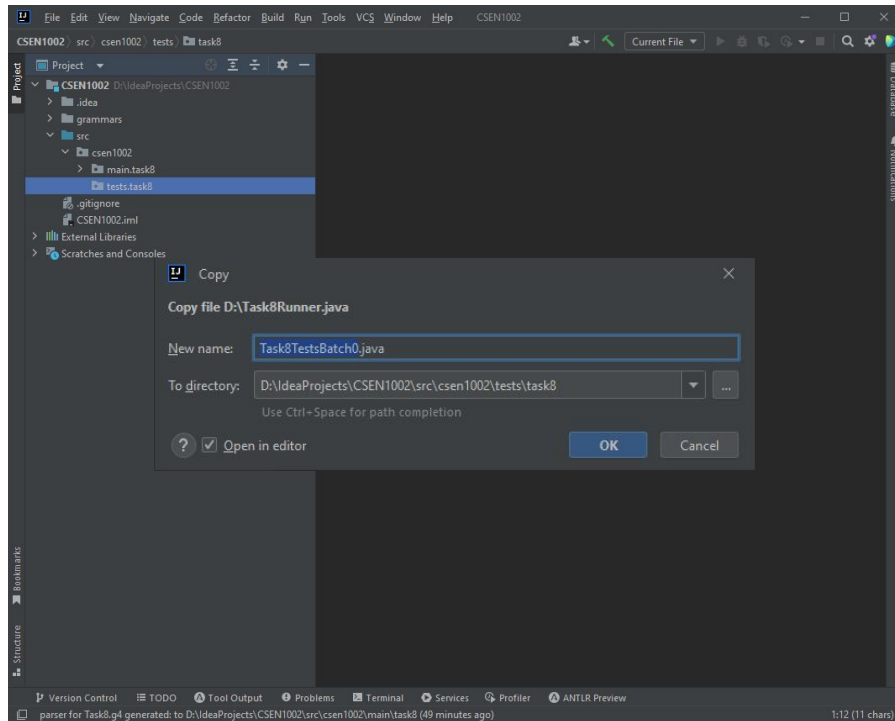 File Edit View Navigate Code Refactor Build Run Tools VCS Window Help CSEN1002
CSEN1002 src csen1002 tests task8
Current File
Project
Project
CSEN1002 D:\IdeaProjects\CSEN1002
.idea
grammars
src
csen1002
main.task8
tests.task8
.gitignore
CSEN1002.iml
External Libraries
Scratches and Consoles
Database
Notifications
Copy
Copy file D:\Task8Runner.java
New name: Task8TestsBatch0.java
To directory: D:\IdeaProjects\CSEN1002\src\csen1002\tests\task8
...
Use Ctrl+Space for path completion
? Open in editor
OK Cancel
Bookmarks
Structure
Version Control TODO Tool Output Problems Terminal Services Profiler ANTLR Preview
parser for Task8.g4 generated: to D:\IdeaProjects\CSEN1002\src\csen1002\main\task8 (49 minutes ago) 1:12 (11 chars)